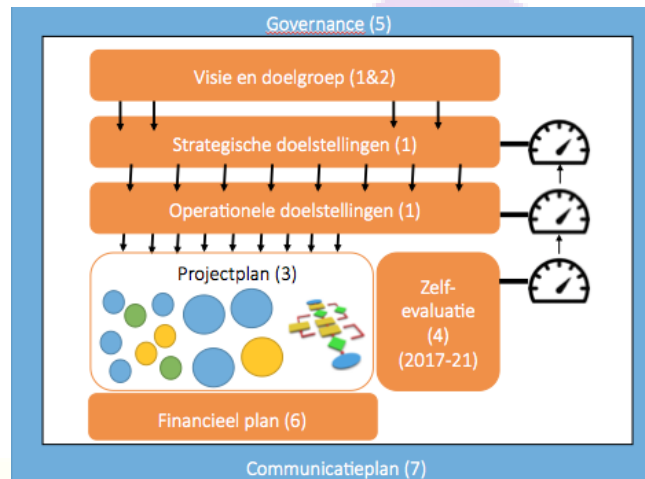 Governance (5)
Visie en doelgroep (1&2)
Strategische doelstellingen (1)
Operationele doelstellingen (1)
Projectplan (3)
Zelf-
evaluatie
(4)
(2017-21)
Financieel plan (6)
Communicatieplan (7)